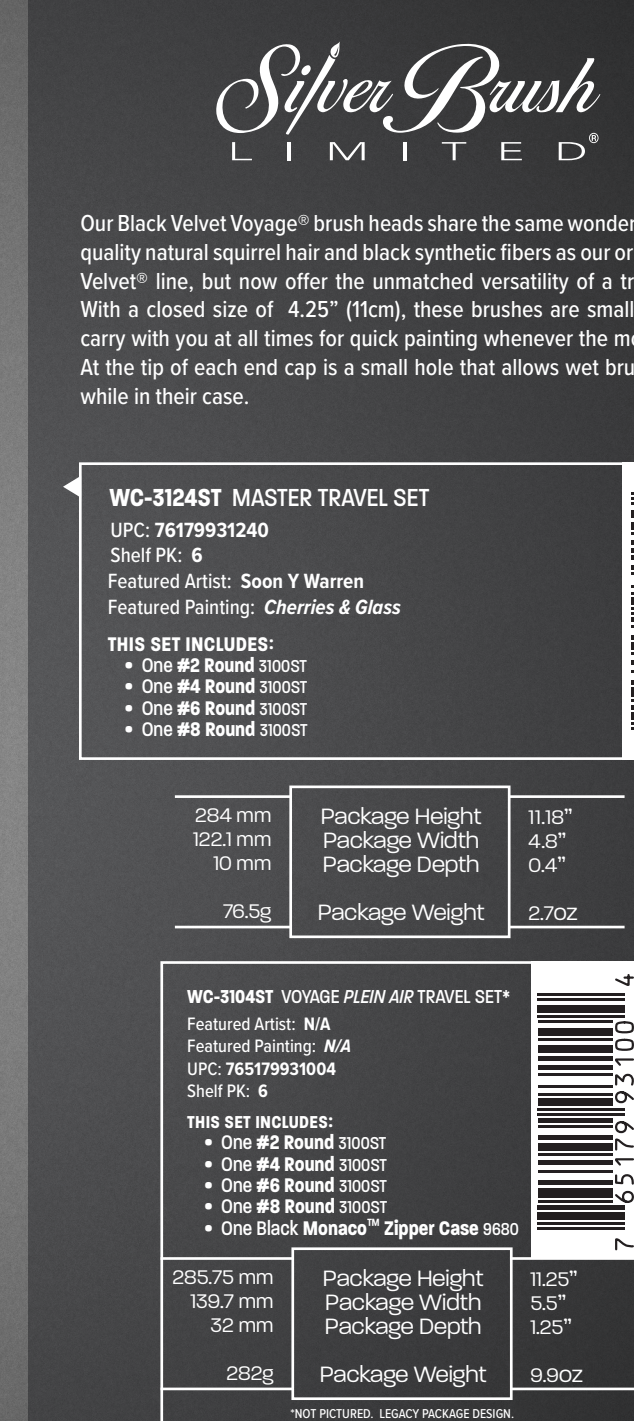 Silver Brush
LIMITED®
Our Black Velvet Voyage® brush heads share the same wonder
quality natural squirrel hair and black synthetic fibers as our or
Velvet® line, but now offer the unmatched versatility of a tr
With a closed size of 4.25” (11cm), these brushes are small
carry with you at all times for quick painting whenever the mo
At the tip of each end cap is a small hole that allows wet bru
while in their case.
WC-3124ST MASTER TRAVEL SET
UPC: 76179931240
Shelf PK: 6
Featured Artist: Soon Y Warren
Featured Painting: Cherries & Glass
THIS SET INCLUDES:
• One #2 Round 3100ST
• One #4 Round 3100ST
• One #6 Round 3100ST
• One #8 Round 3100ST
284 mm Package Height 11.18”
122.1 mm Package Width 4.8”
10 mm Package Depth 0.4”
76.5g Package Weight 2.7oz
WC-3104ST VOYAGE PLEIN AIR TRAVEL SET*
Featured Artist: N/A
Featured Painting: N/A
UPC: 765179931004
Shelf PK: 6
THIS SET INCLUDES:
• One #2 Round 3100ST
• One #4 Round 3100ST
• One #6 Round 3100ST
• One #8 Round 3100ST
• One Black Monaco™ Zipper Case 9680
7 65179 93100 4
285.75 mm Package Height 11.25”
139.7 mm Package Width 5.5”
32 mm Package Depth 1.25”
282g Package Weight 9.9oz
*NOT PICTURED. LEGACY PACKAGE DESIGN.